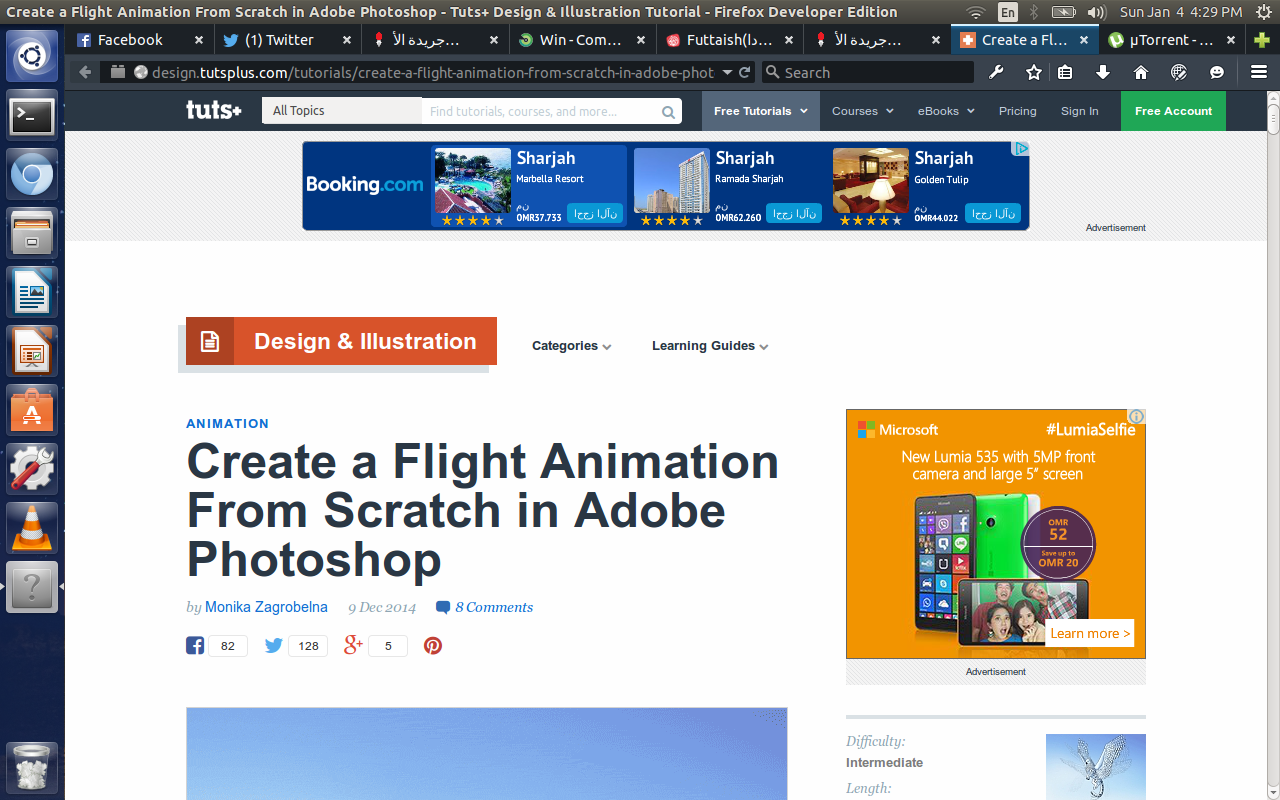 Create a Flight Animation From Scratch in Adobe Photoshop - Tuts+ Design & Illustration Tutorial - Firefox Developer Edition
En
Sun Jan 4 4:29 PM
Facebook
(1) Twitter
جريدة الأ...
Win - Com...
Futtaish(دا...
جريدة الأ...
Create a Fl...
µTorrent - ...
design.tutsplus.com/tutorials/create-a-flight-animation-from-scratch-in-adobe-phot
Search
tuts+
All Topics
Find tutorials, courses, and more...
Free Tutorials
Courses
eBooks
Pricing
Sign In
Free Account
Booking.com
Sharjah
Marbella Resort
من
OMR37.733
احجز الآن
Sharjah
Ramada Sharjah
من
OMR62.260
احجز الآن
Sharjah
Golden Tulip
من
OMR44.022
احجز الآن
Advertisement
Design & Illustration
Categories
Learning Guides
ANIMATION
Create a Flight Animation
From Scratch in Adobe
Photoshop
by Monika Zagrobelna
9 Dec 2014
8 Comments
82
128
5
Microsoft
#LumiaSelfie
New Lumia 535 with 5MP front
camera and large 5" screen
OMR
52
Save up to
OMR 20
Learn more >
Advertisement
Difficulty:
Intermediate
Length: